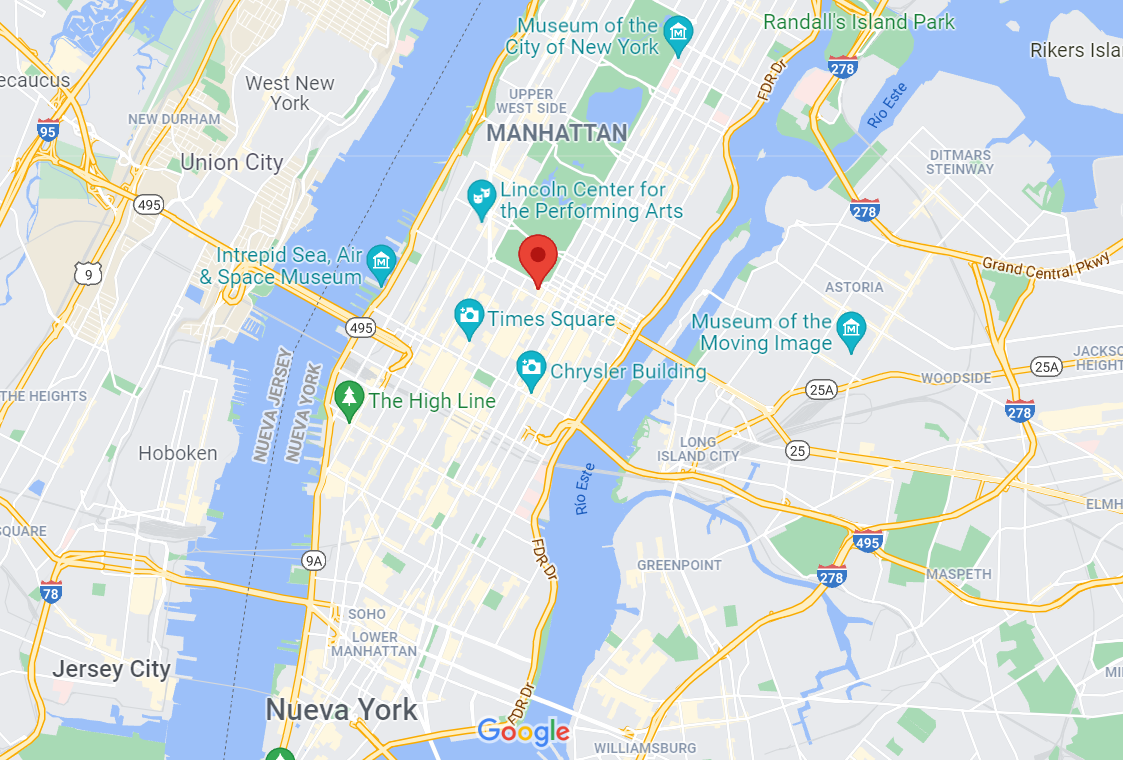 Museum of the
City of New York
Randall's Island Park
Rikers Isla
ecaucus
West New
York
278
FDR Dr
UPPER
WEST SIDE
Río Este
NEW DURHAM
95
MANHATTAN
Union City
DITMARS
STEINWAY
495
Lincoln Center for
the Performing Arts
278
Intrepid Sea, Air
& Space Museum
9
Grand Central Pkwy
ASTORIA
495
Times Square
Museum of the
Moving Image
NUEVA JERSEY
NUEVA YORK
Chrysler Building
JACKSO
HEIGHT
25A
WOODSIDE
25A
THE HEIGHTS
The High Line
278
Hoboken
LONG
ISLAND CITY
25
Río Este
ELMH
SQUARE
495
9A
FDR Dr
GREENPOINT
278
MASPETH
78
SOHO
LOWER
MANHATTAN
Jersey City
MI
Nueva York
FDR Dr
Google
WILLIAMSBURG